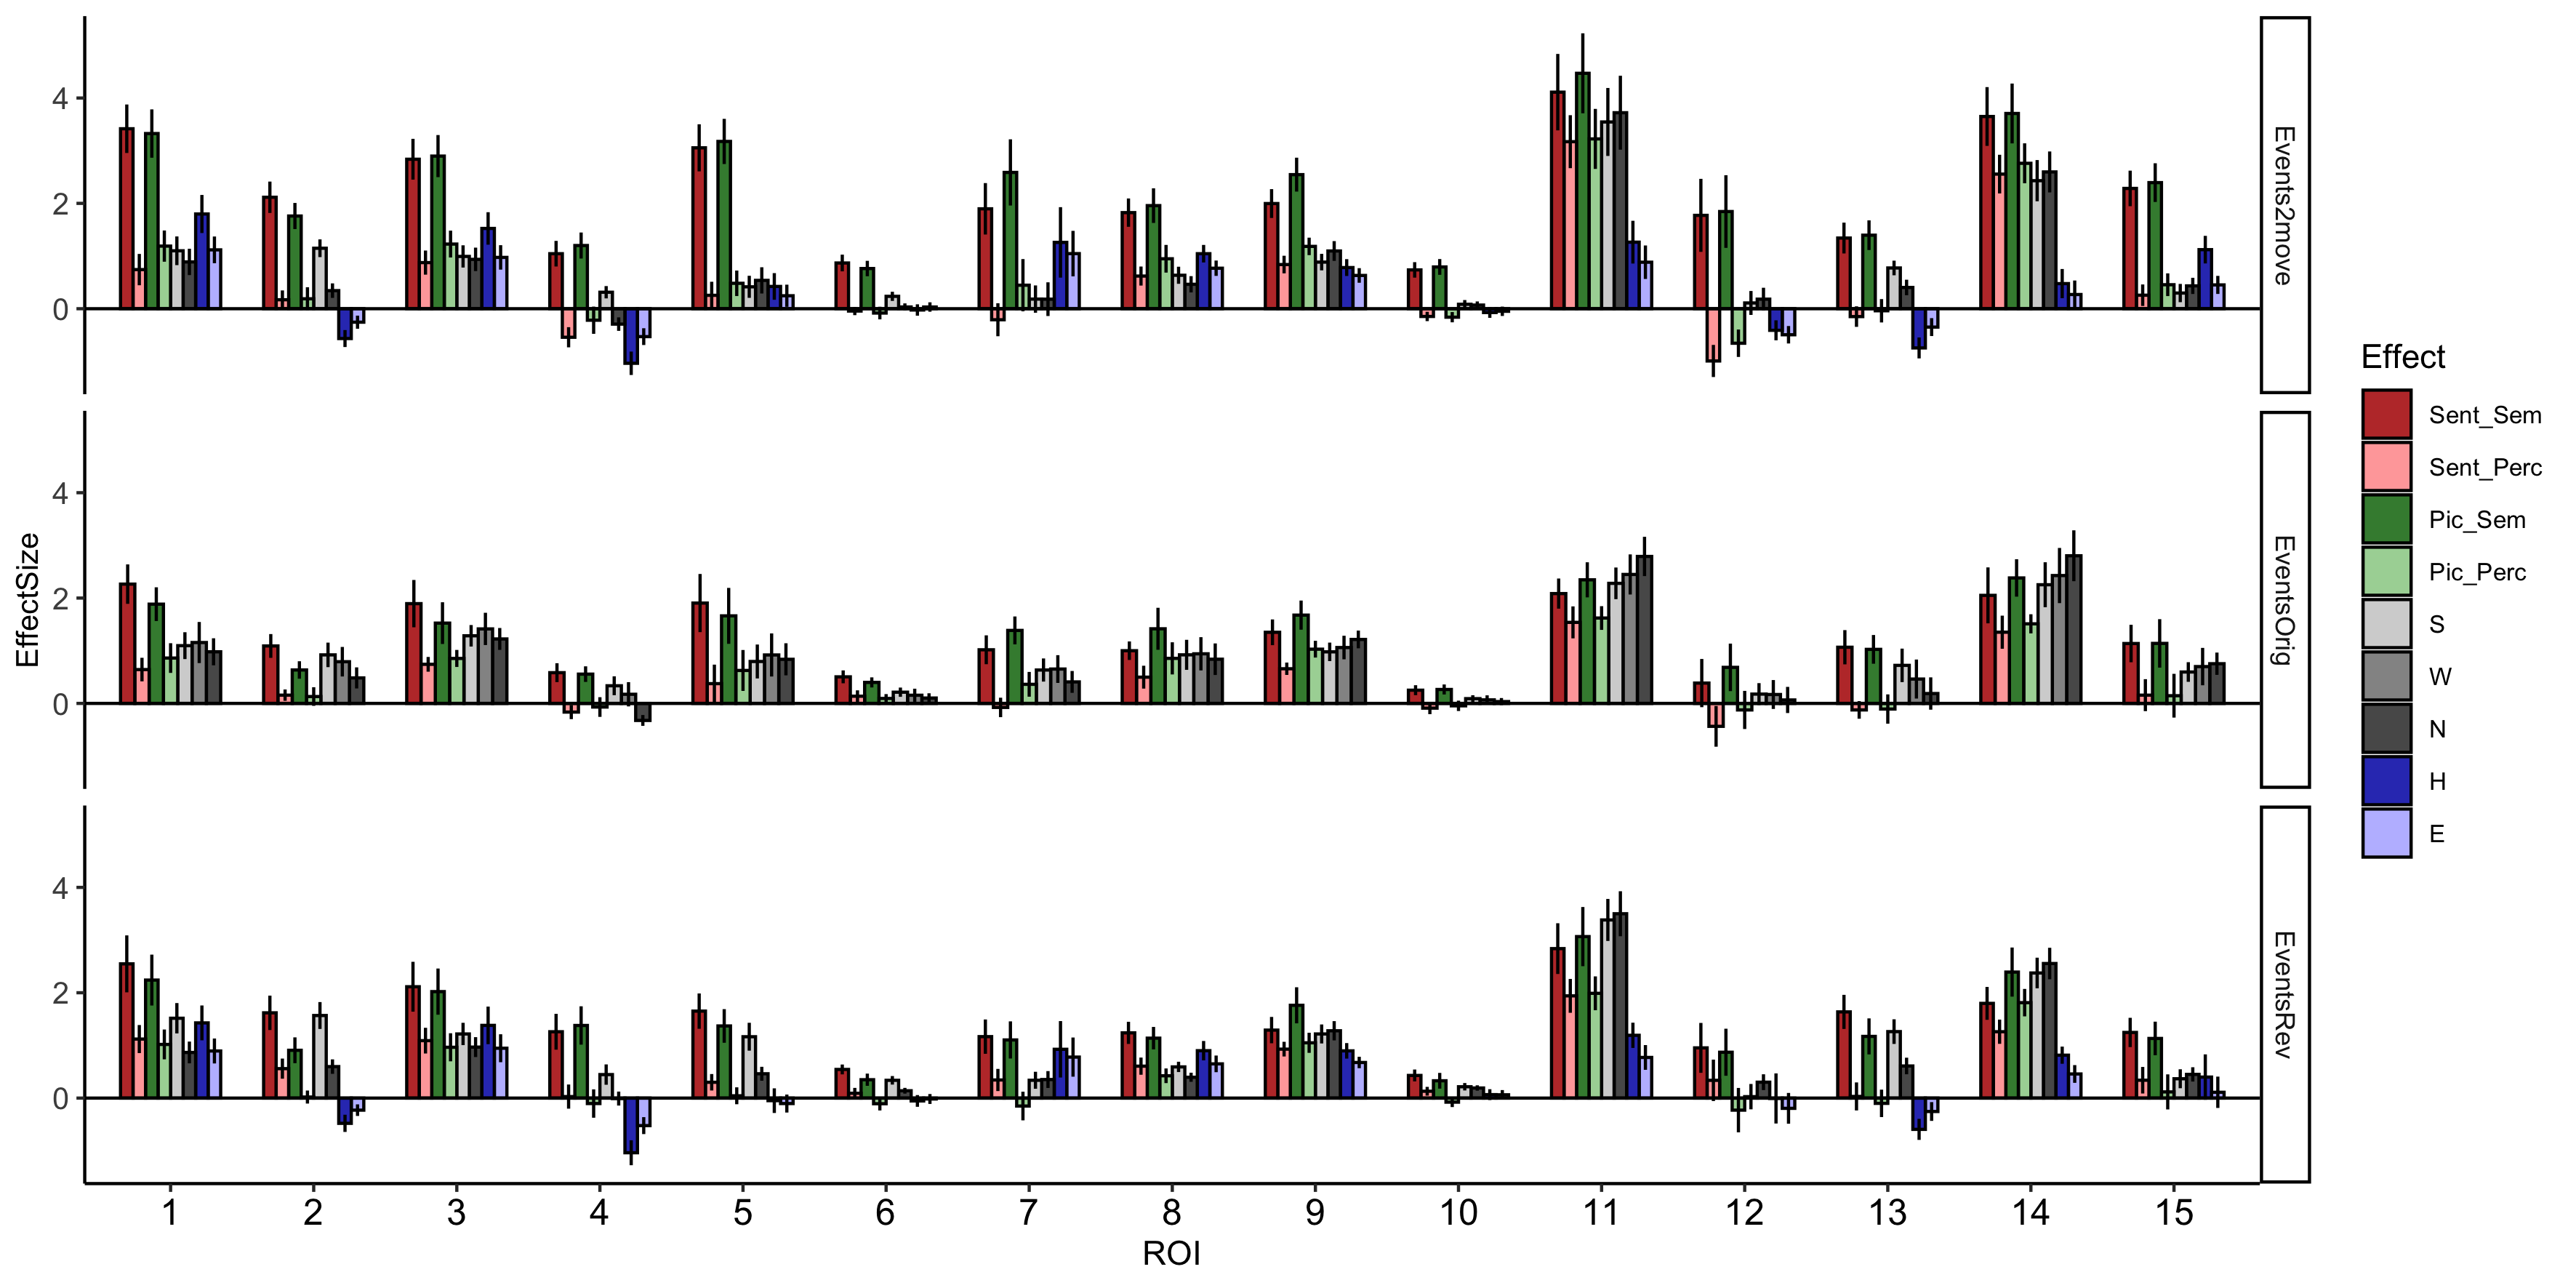 4
2
0
Events2move
EffectSize
4
2
0
EventsOrig
4
2
0
EventsRev
1 2 3 4 5 6 7 8 9 10 11 12 13 14 15
ROI
Effect
Sent_Sem
Sent_Perc
Pic_Sem
Pic_Perc
S
W
N
H
E